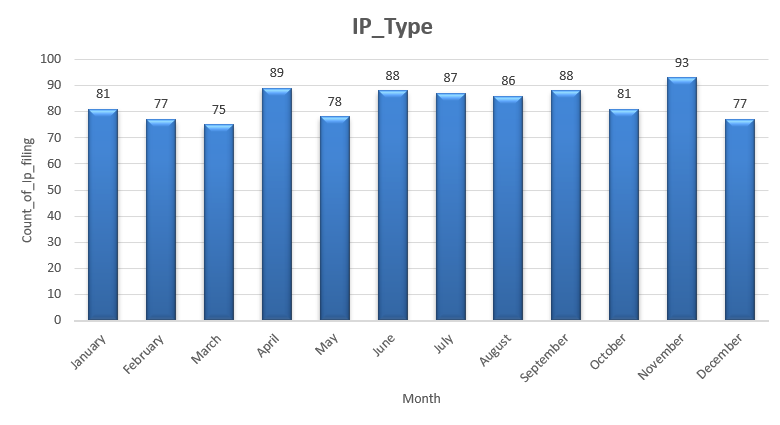 IP_Type
Count_of_Ip_filing
100
90
80
70
60
50
40
30
20
10
0
81
77
75
89
78
88
87
86
88
81
93
77
January
February
March
April
May
June
July
August
September
October
November
December
Month